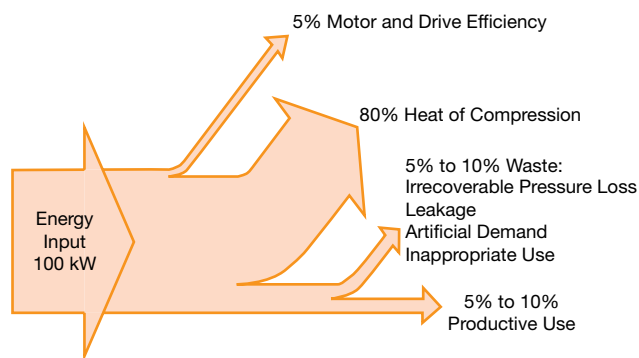 5% Motor and Drive Efficiency
80% Heat of Compression
5% to 10% Waste:
Irrecoverable Pressure Loss
Leakage
Artificial Demand
Inappropriate Use
Energy
Input
100 kW
5% to 10%
Productive Use